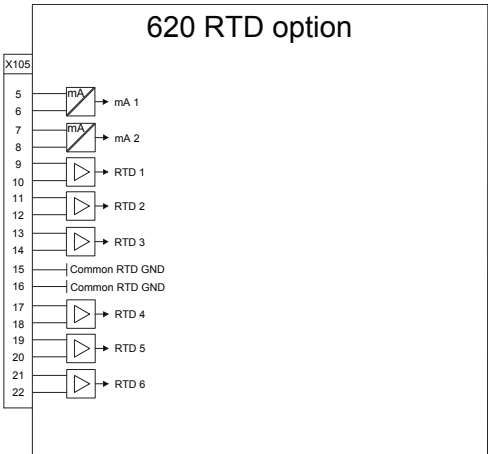 620 RTD option
X105
5
mA
mA 1
6
7
mA
mA 2
8
9
RTD 1
10
11
RTD 2
12
13
RTD 3
14
15
Common RTD GND
16
Common RTD GND
17
RTD 4
18
19
RTD 5
20
21
RTD 6
22